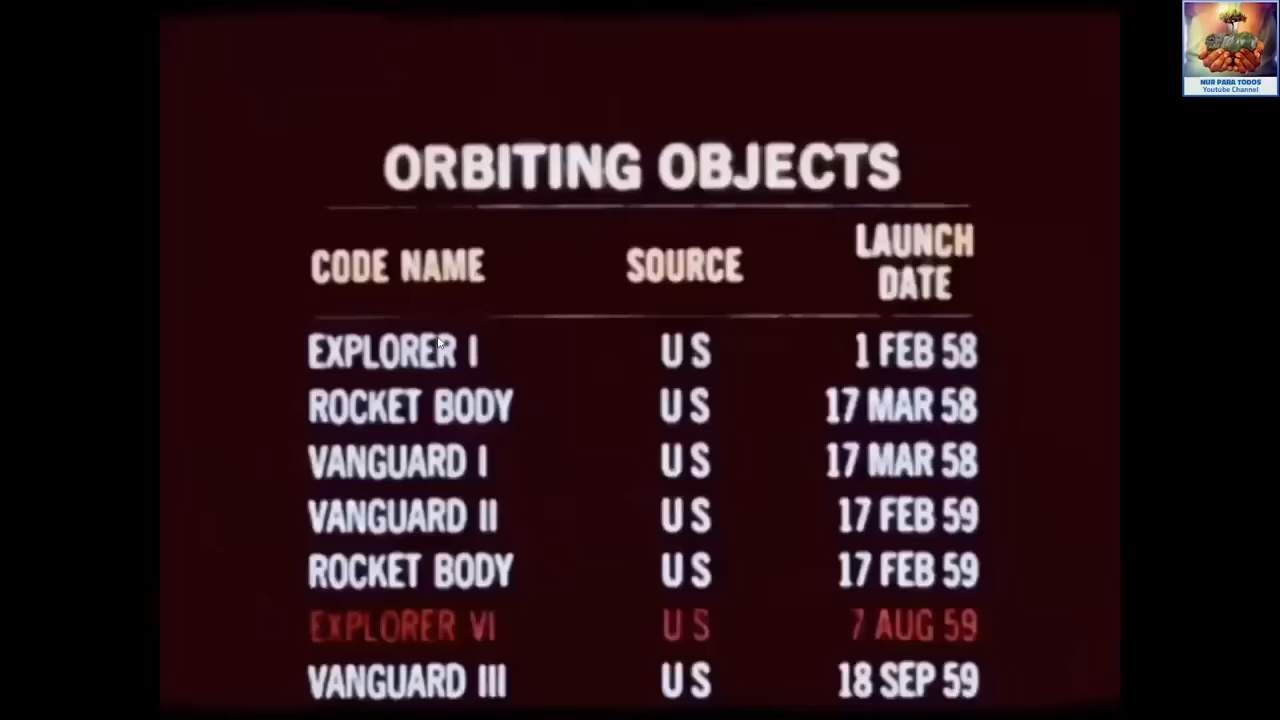 ORBITING OBJECTS
CODE NAME SOURCE LAUNCH DATE
EXPLORER I U S 1 FEB 58
ROCKET BODY U S 17 MAR 58
VANGUARD I U S 17 MAR 58
VANGUARD II U S 17 FEB 59
ROCKET BODY U S 17 FEB 59
EXPLORER VI U S 7 AUG 59
VANGUARD III U S 18 SEP 59
NUR PARA TODOS
Youtube Channel